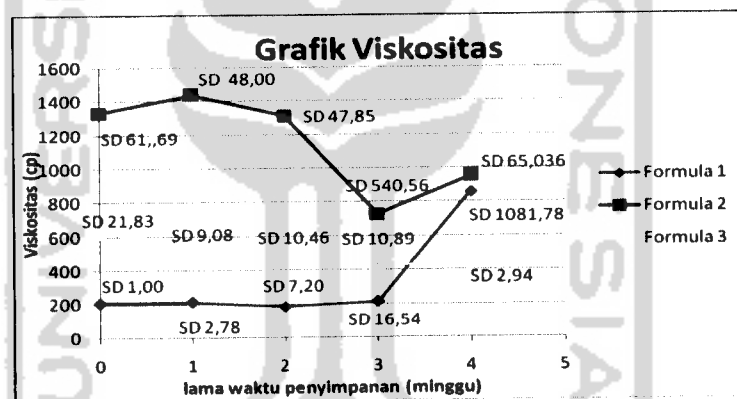 Grafik Viskositas
Viskositas (cp)
1600
1400
1200
1000
800
600
400
200
0
SD 61,,69
SD 48,00
SD 47,85
SD 540,56
SD 65,036
SD 21,83
SD 9,08
SD 10,46
SD 10,89
SD 1081,78
SD 1,00
SD 2,78
SD 7,20
SD 16,54
SD 2,94
0 1 2 3 4 5
lama waktu penyimpanan (minggu)
Formula 1
Formula 2
Formula 3
ONESIA